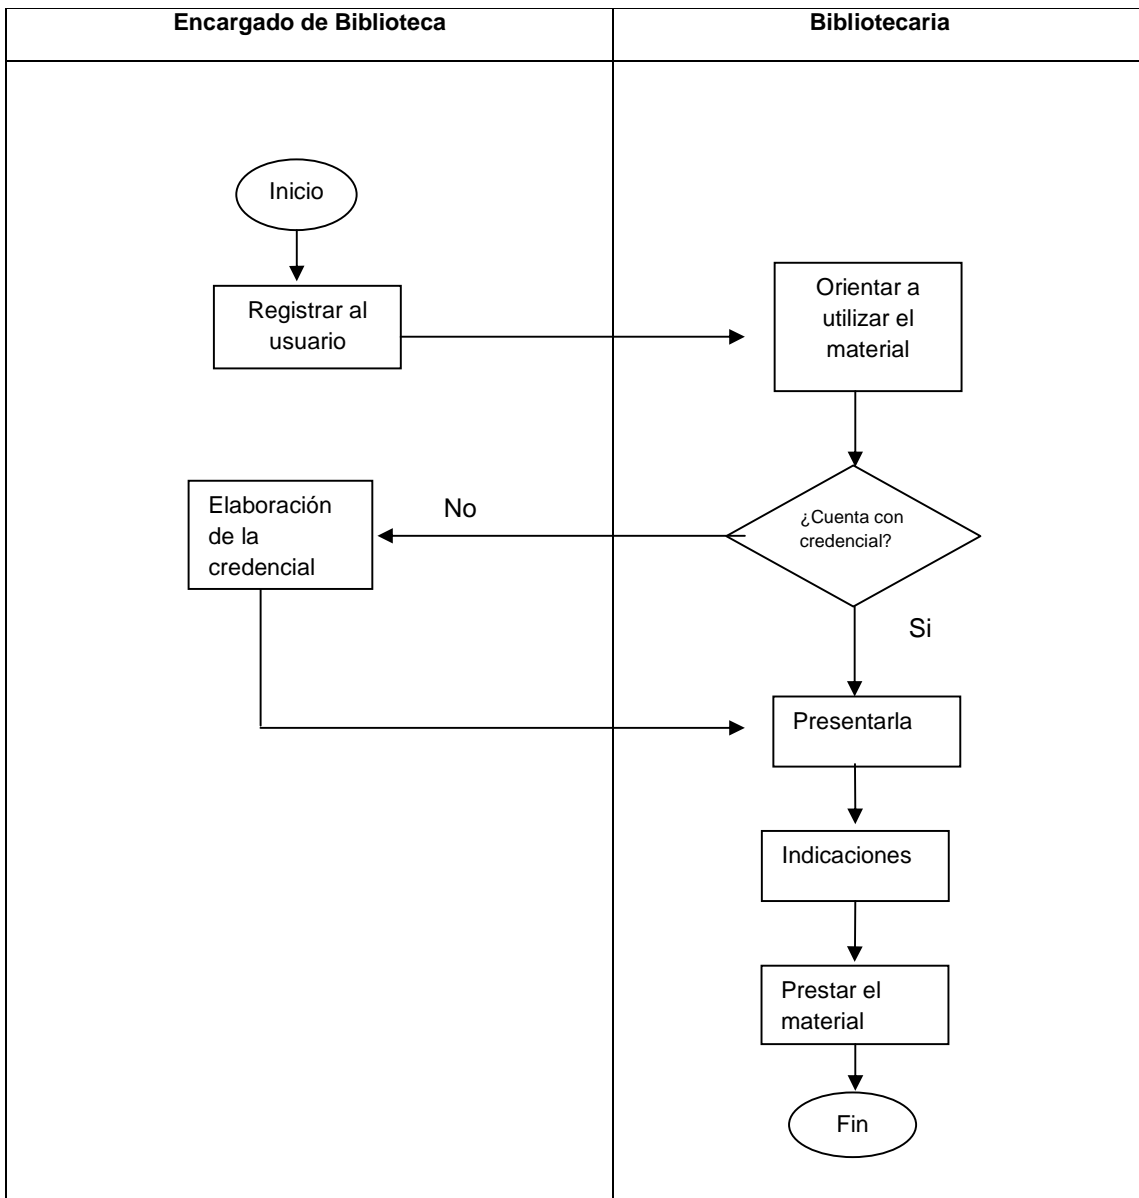 Encargado de Biblioteca
Bibliotecaria
Inicio
Registrar al
usuario
Orientar a
utilizar el
material
¿Cuenta con
credencial?
No
Elaboración
de la
credencial
Si
Presentarla
Indicaciones
Prestar el
material
Fin